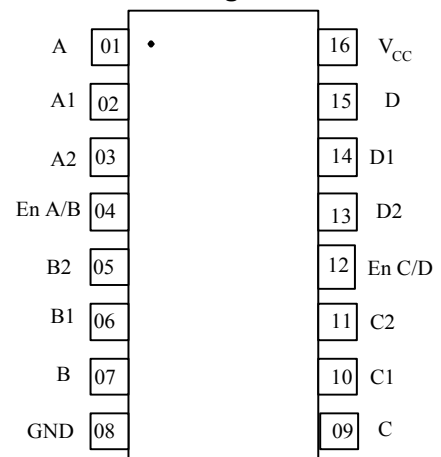 A 01 16 V_CC
A1 02 15 D
A2 03 14 D1
En A/B 04 13 D2
B2 05 12 En C/D
B1 06 11 C2
B 07 10 C1
GND 08 09 C